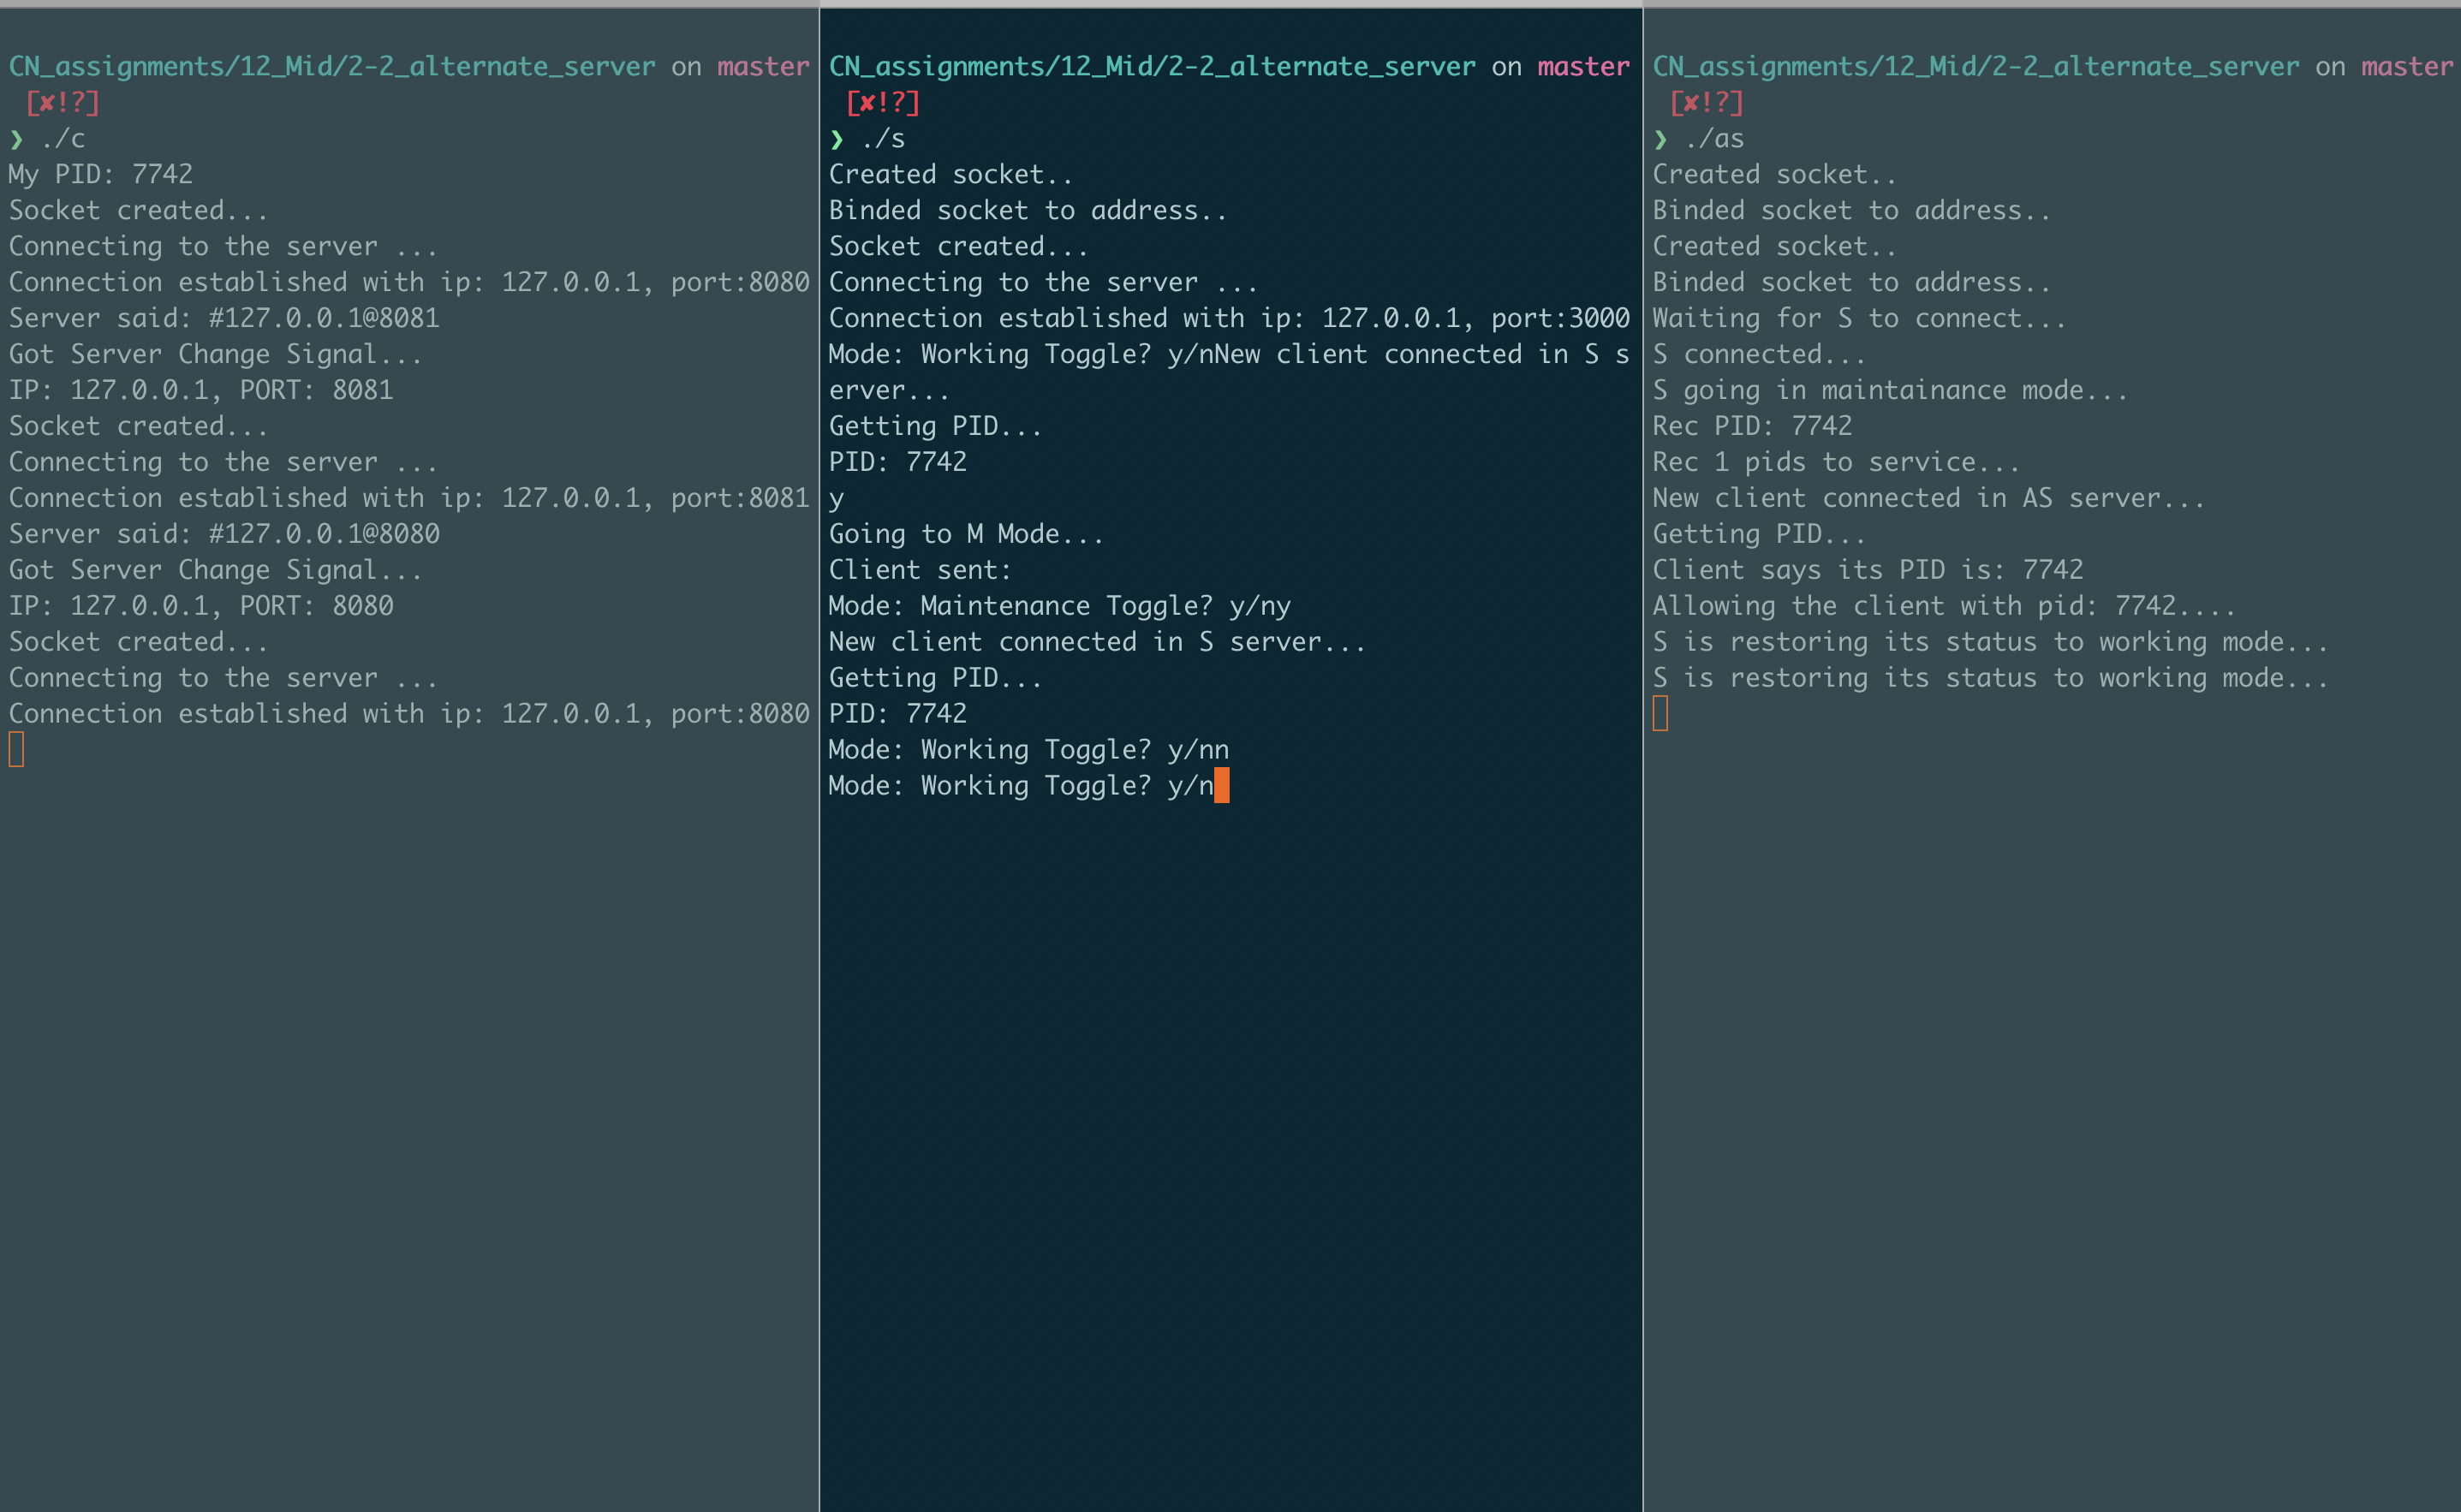 CN_assignments/12_Mid/2-2_alternate_server on master
[✘!?]
❯ ./c
My PID: 7742
Socket created...
Connecting to the server ...
Connection established with ip: 127.0.0.1, port:8080
Server said: #127.0.0.1@8081
Got Server Change Signal...
IP: 127.0.0.1, PORT: 8081
Socket created...
Connecting to the server ...
Connection established with ip: 127.0.0.1, port:8081
Server said: #127.0.0.1@8080
Got Server Change Signal...
IP: 127.0.0.1, PORT: 8080
Socket created...
Connecting to the server ...
Connection established with ip: 127.0.0.1, port:8080
CN_assignments/12_Mid/2-2_alternate_server on master
[✘!?]
❯ ./s
Created socket..
Binded socket to address..
Socket created...
Connecting to the server ...
Connection established with ip: 127.0.0.1, port:3000
Mode: Working Toggle? y/nNew client connected in S s
erver...
Getting PID...
PID: 7742
y
Going to M Mode...
Client sent:
Mode: Maintenance Toggle? y/ny
New client connected in S server...
Getting PID...
PID: 7742
Mode: Working Toggle? y/nn
Mode: Working Toggle? y/n
CN_assignments/12_Mid/2-2_alternate_server on master
[✘!?]
❯ ./as
Created socket..
Binded socket to address..
Created socket..
Binded socket to address..
Waiting for S to connect...
S connected...
S going in maintainance mode...
Rec PID: 7742
Rec 1 pids to service...
New client connected in AS server...
Getting PID...
Client says its PID is: 7742
Allowing the client with pid: 7742....
S is restoring its status to working mode...
S is restoring its status to working mode...